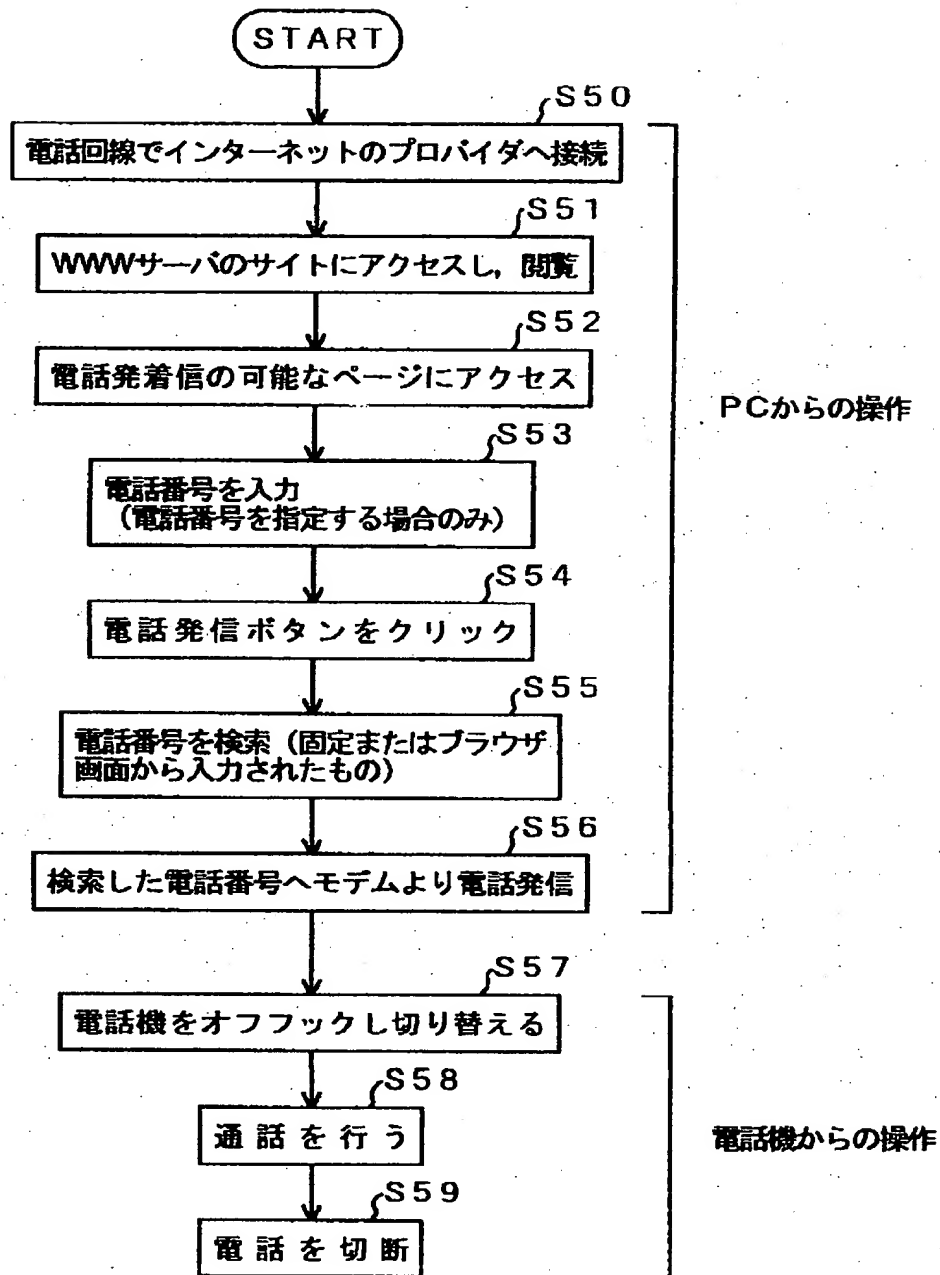 START
S50
電話回線でインターネットのプロバイダへ接続
S51
WWWサーバのサイトにアクセスし，閲覧
S52
電話発着信の可能なページにアクセス
PCからの操作
S53
電話番号を入力
（電話番号を指定する場合のみ）
S54
電話発信ボタンをクリック
S55
電話番号を検索（固定またはブラウザ
画面から入力されたもの）
S56
検索した電話番号へモデムより電話発信
S57
電話機をオフフックし切り替える
S58
通話を行う
電話機からの操作
S59
電話を切断